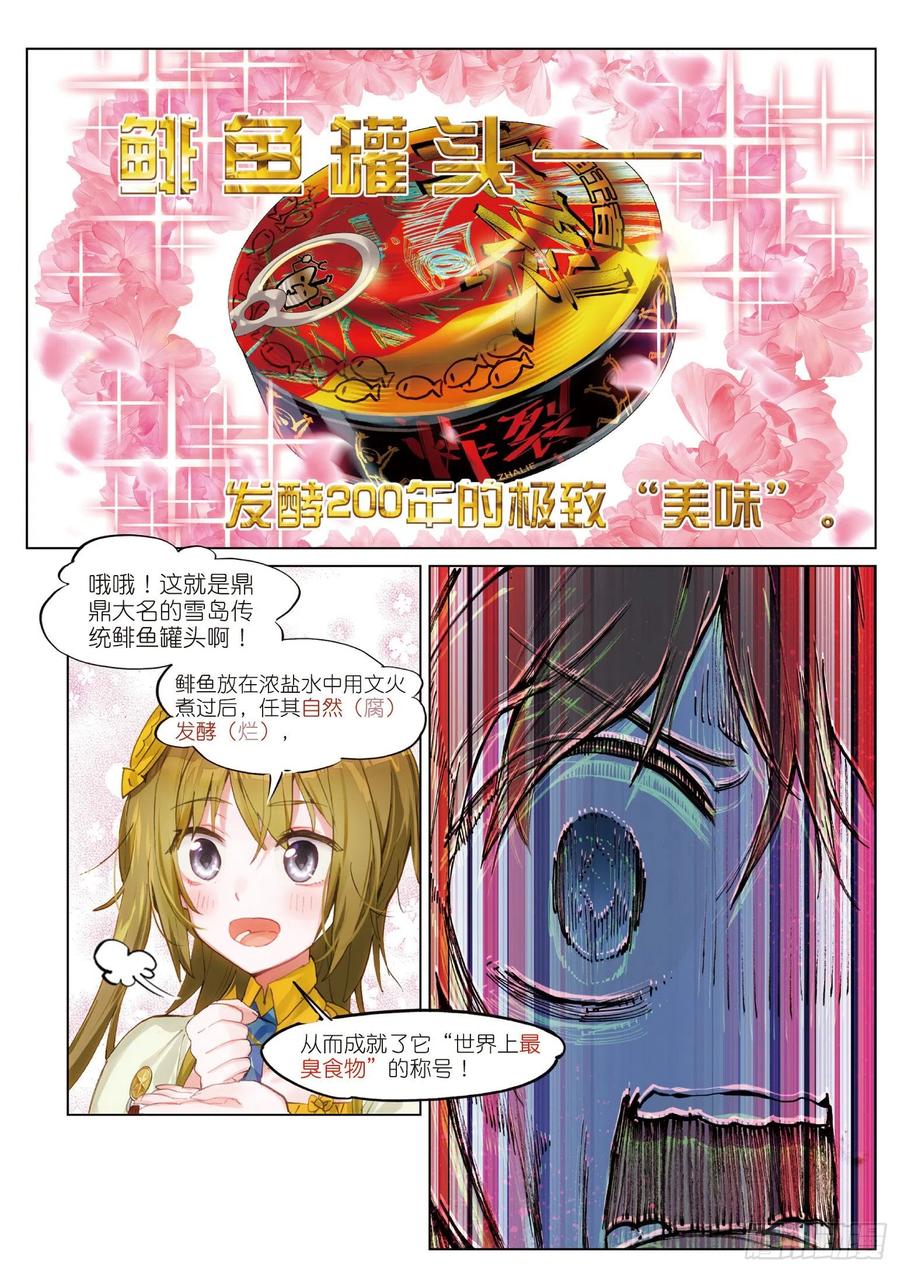 鲱鱼罐头——
炸裂
ZHALIE
发酵200年的极致“美味”。
哦哦！这就是鼎
鼎大名的雪岛传
统鲱鱼罐头啊！
鲱鱼放在浓盐水中用文火
煮过后，任其自然（腐）
发酵（烂），
从而成就了它“世界上最
臭食物”的称号！